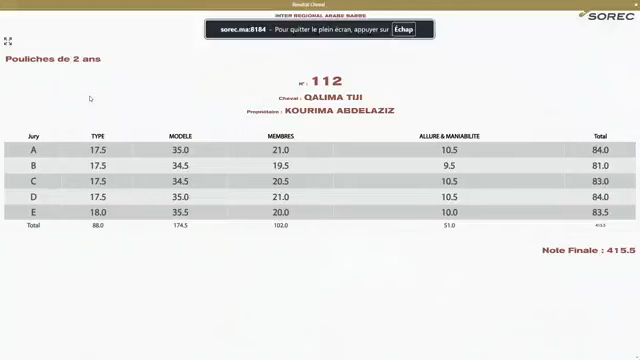 Résultat Cheval
INTER REGIONAL ARABE BARBE
SOREC
sorec.ma:8184 - Pour quitter le plein écran, appuyer sur Échap
Pouliches de 2 ans
N° : 112
Cheval : QALIMA TIJI
Propriétaire : KOURIMA ABDELAZIZ
Jury TYPE MODELE MEMBRES ALLURE & MANIABILITE Total
A 17.5 35.0 21.0 10.5 84.0
B 17.5 34.5 19.5 9.5 81.0
C 17.5 34.5 20.5 10.5 83.0
D 17.5 35.0 21.0 10.5 84.0
E 18.0 35.5 20.0 10.0 83.5
Total 88.0 174.5 102.0 51.0 415.5
Note Finale : 415.5